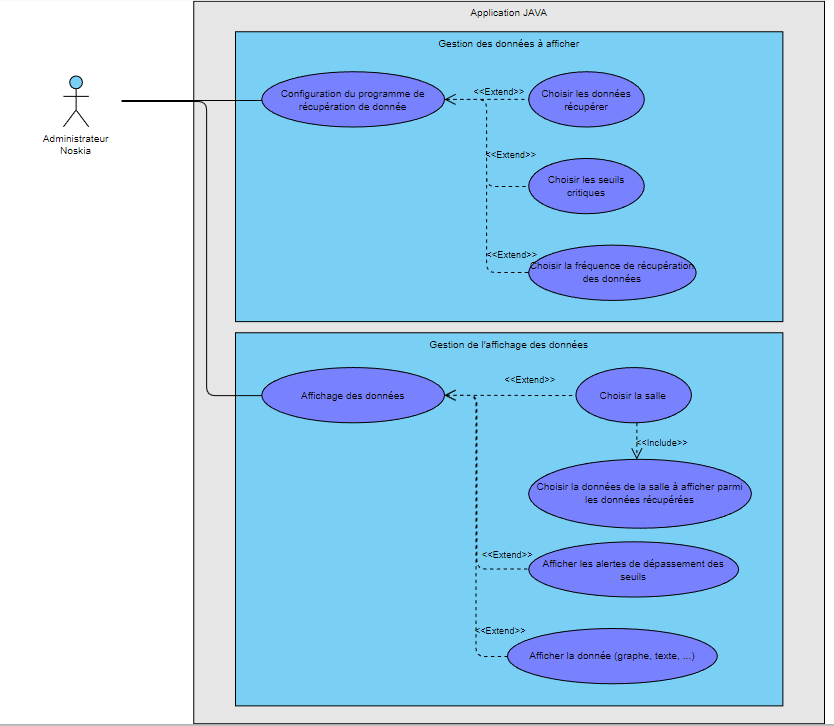 Application JAVA
Gestion des données à afficher
Administrateur
Noskia
Configuration du programme de
récupération de donnée
<<Extend>>
Choisir les données
récupérer
<<Extend>>
Choisir les seuils
critiques
<<Extend>>
Choisir la fréquence de récupération
des données
Gestion de l'affichage des données
Affichage des données
<<Extend>>
Choisir la salle
<<Include>>
Choisir la données de la salle à afficher parmi
les données récupérées
<<Extend>>
Afficher les alertes de dépassement des
seuils
<<Extend>>
Afficher la donnée (graphe, texte, ...)